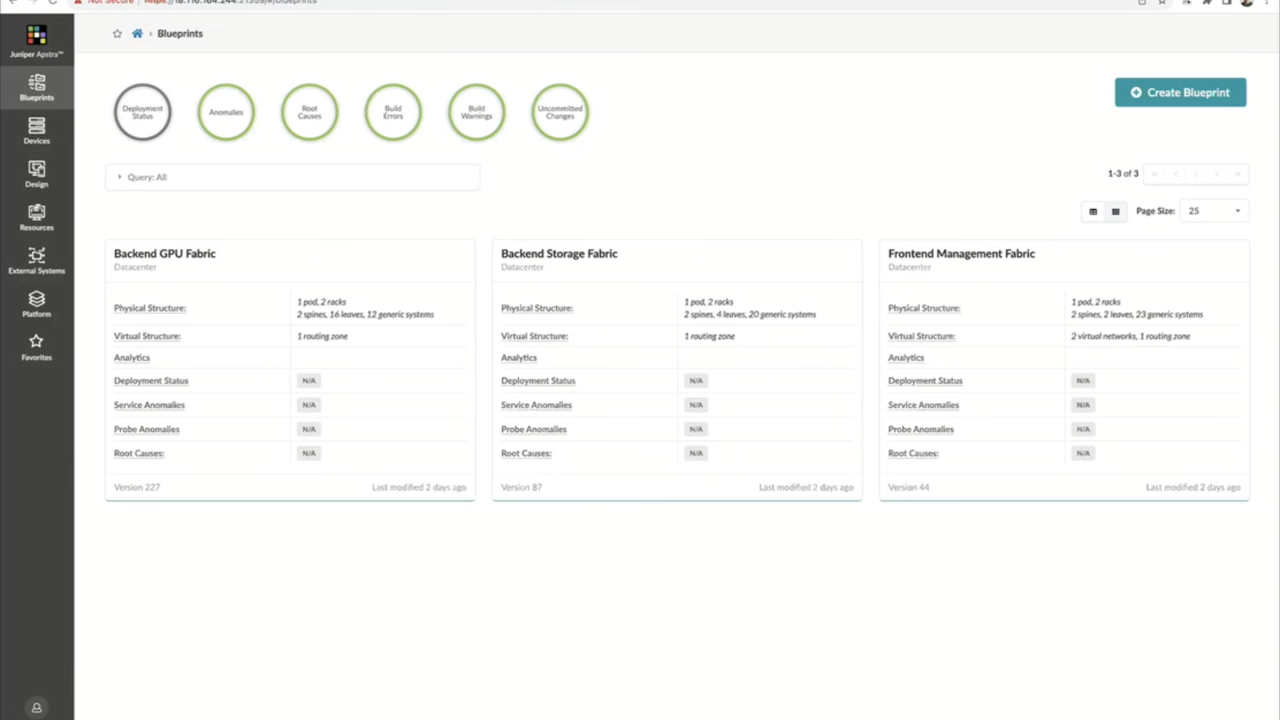 Not Secure
Juniper Apstra™
Blueprints
Blueprints
Devices
Design
Resources
External Systems
Platform
Favorites
Deployment Status
Anomalies
Root Causes
Build Errors
Build Warnings
Uncommitted Changes
Create Blueprint
Query: All
1-3 of 3
1
Page Size: 25
Backend GPU Fabric
Datacenter
Physical Structure: 1 pod, 2 racks
2 spines, 16 leaves, 12 generic systems
Virtual Structure: 1 routing zone
Analytics
Deployment Status N/A
Service Anomalies N/A
Probe Anomalies N/A
Root Causes: N/A
Version 227 Last modified 2 days ago
Backend Storage Fabric
Datacenter
Physical Structure: 1 pod, 2 racks
2 spines, 4 leaves, 20 generic systems
Virtual Structure: 1 routing zone
Analytics
Deployment Status N/A
Service Anomalies N/A
Probe Anomalies N/A
Root Causes: N/A
Version 87 Last modified 2 days ago
Frontend Management Fabric
Datacenter
Physical Structure: 1 pod, 2 racks
2 spines, 2 leaves, 23 generic systems
Virtual Structure: 2 virtual networks, 1 routing zone
Analytics
Deployment Status N/A
Service Anomalies N/A
Probe Anomalies N/A
Root Causes: N/A
Version 44 Last modified 2 days ago